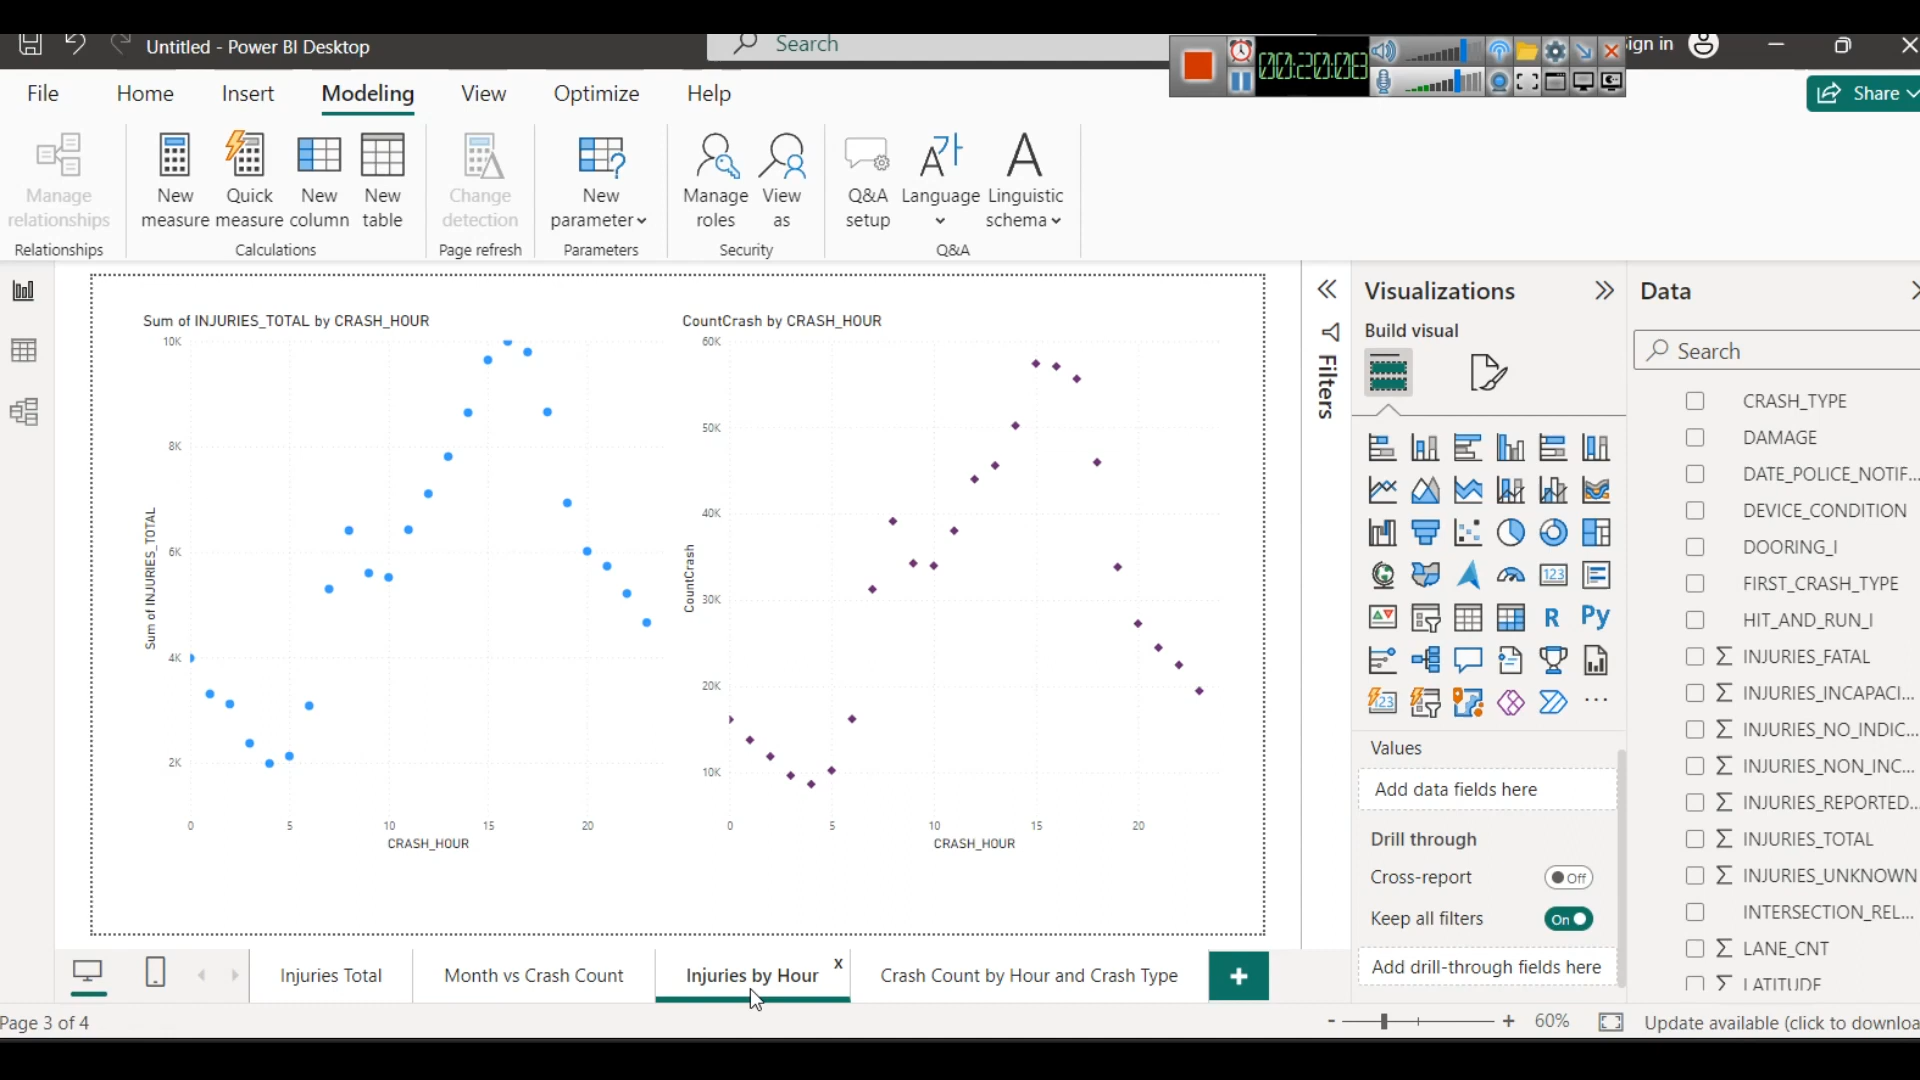 Untitled - Power BI Desktop
Search
00:20:08
ign in
File Home Insert Modeling View Optimize Help
Share
Manage relationships
New measure
Quick measure
New column
New table
Change detection
New parameter
Manage roles
View as
Q&A setup
Language
Linguistic schema
Relationships
Calculations
Page refresh
Parameters
Security
Q&A
Sum of INJURIES_TOTAL by CRASH_HOUR
10K
8K
6K
4K
2K
Sum of INJURIES_TOTAL
0 5 10 15 20
CRASH_HOUR
CountCrash by CRASH_HOUR
60K
50K
40K
30K
20K
10K
CountCrash
0 5 10 15 20
CRASH_HOUR
Filters
Visualizations
Build visual
123
R
Py
123
Values
Add data fields here
Drill through
Cross-report
Off
Keep all filters
On
Add drill-through fields here
Data
Search
CRASH_TYPE
DAMAGE
DATE_POLICE_NOTIF...
DEVICE_CONDITION
DOORING_I
FIRST_CRASH_TYPE
HIT_AND_RUN_I
Σ INJURIES_FATAL
Σ INJURIES_INCAPACI...
Σ INJURIES_NO_INDIC...
Σ INJURIES_NON_INC...
Σ INJURIES_REPORTED...
Σ INJURIES_TOTAL
Σ INJURIES_UNKNOWN
INTERSECTION_REL...
Σ LANE_CNT
Σ LATITUDE
Injuries Total
Month vs Crash Count
Injuries by Hour
x
Crash Count by Hour and Crash Type
+
Page 3 of 4
- + 60%
Update available (click to downloa